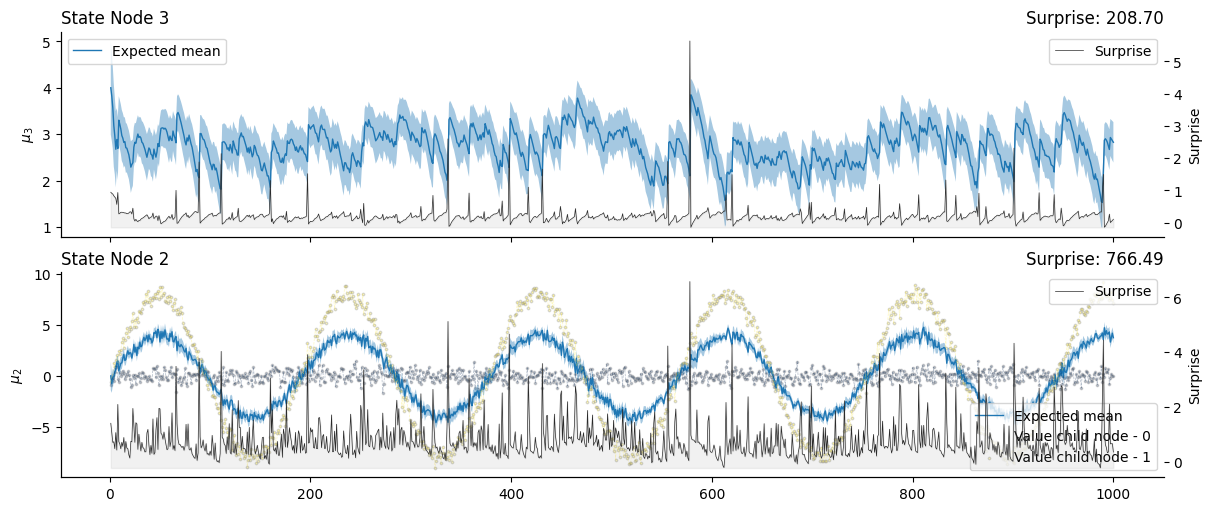 State Node 3
Surprise: 208.70
Expected mean
Surprise
5
4
3
2
1
μ3
5
4
3
2
1
0
Surprise
State Node 2
Surprise: 766.49
Surprise
10
5
0
−5
μ2
6
4
2
0
Surprise
Expected mean
Value child node - 0
Value child node - 1
0
200
400
600
800
1000